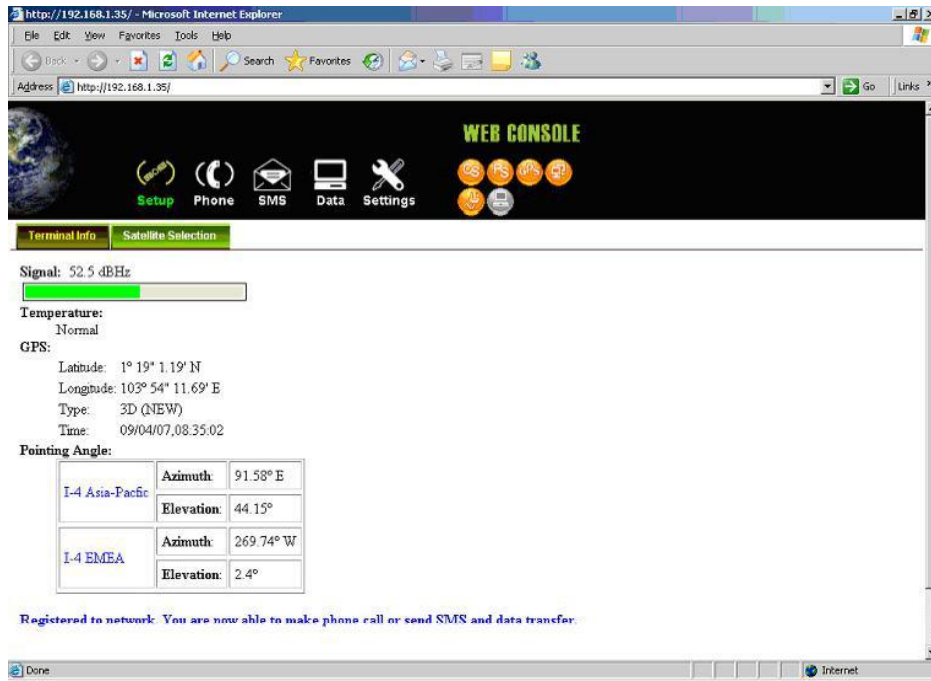 http://192.168.1.35/ - Microsoft Internet Explorer
File Edit View Favorites Tools Help
Back Search Favorites
Address http://192.168.1.35/ Go Links
WEB CONSOLE
Setup Phone SMS Data Settings
CS PS GPS
Terminal Info Satellite Selection
Signal: 52.5 dBHz
Temperature:
Normal
GPS:
Latitude: 1° 19" 1.19' N
Longitude: 103° 54" 11.69' E
Type: 3D (NEW)
Time: 09/04/07,08:35:02
Pointing Angle:
I-4 Asia-Pacfic Azimuth: 91.58° E
Elevation: 44.15°
I-4 EMEA Azimuth: 269.74° W
Elevation: 2.4°
Registered to network. You are now able to make phone call or send SMS and data transfer.
Done Internet